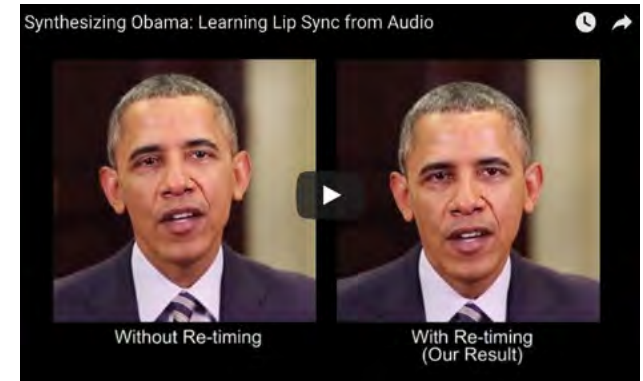 Synthesizing Obama: Learning Lip Sync from Audio
Without Re-timing
With Re-timing
(Our Result)